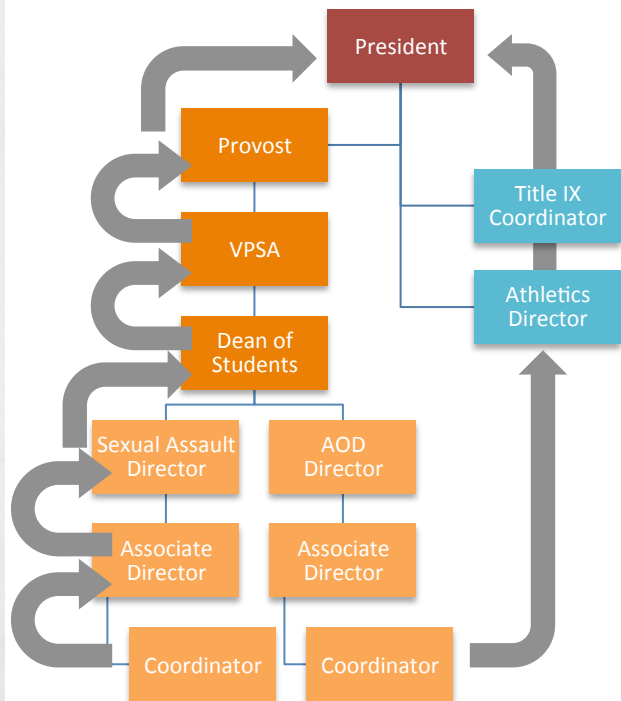 President
Provost
Title IX
Coordinator
VPSA
Athletics
Director
Dean of
Students
Sexual Assault
Director
AOD
Director
Associate
Director
Associate
Director
Coordinator
Coordinator